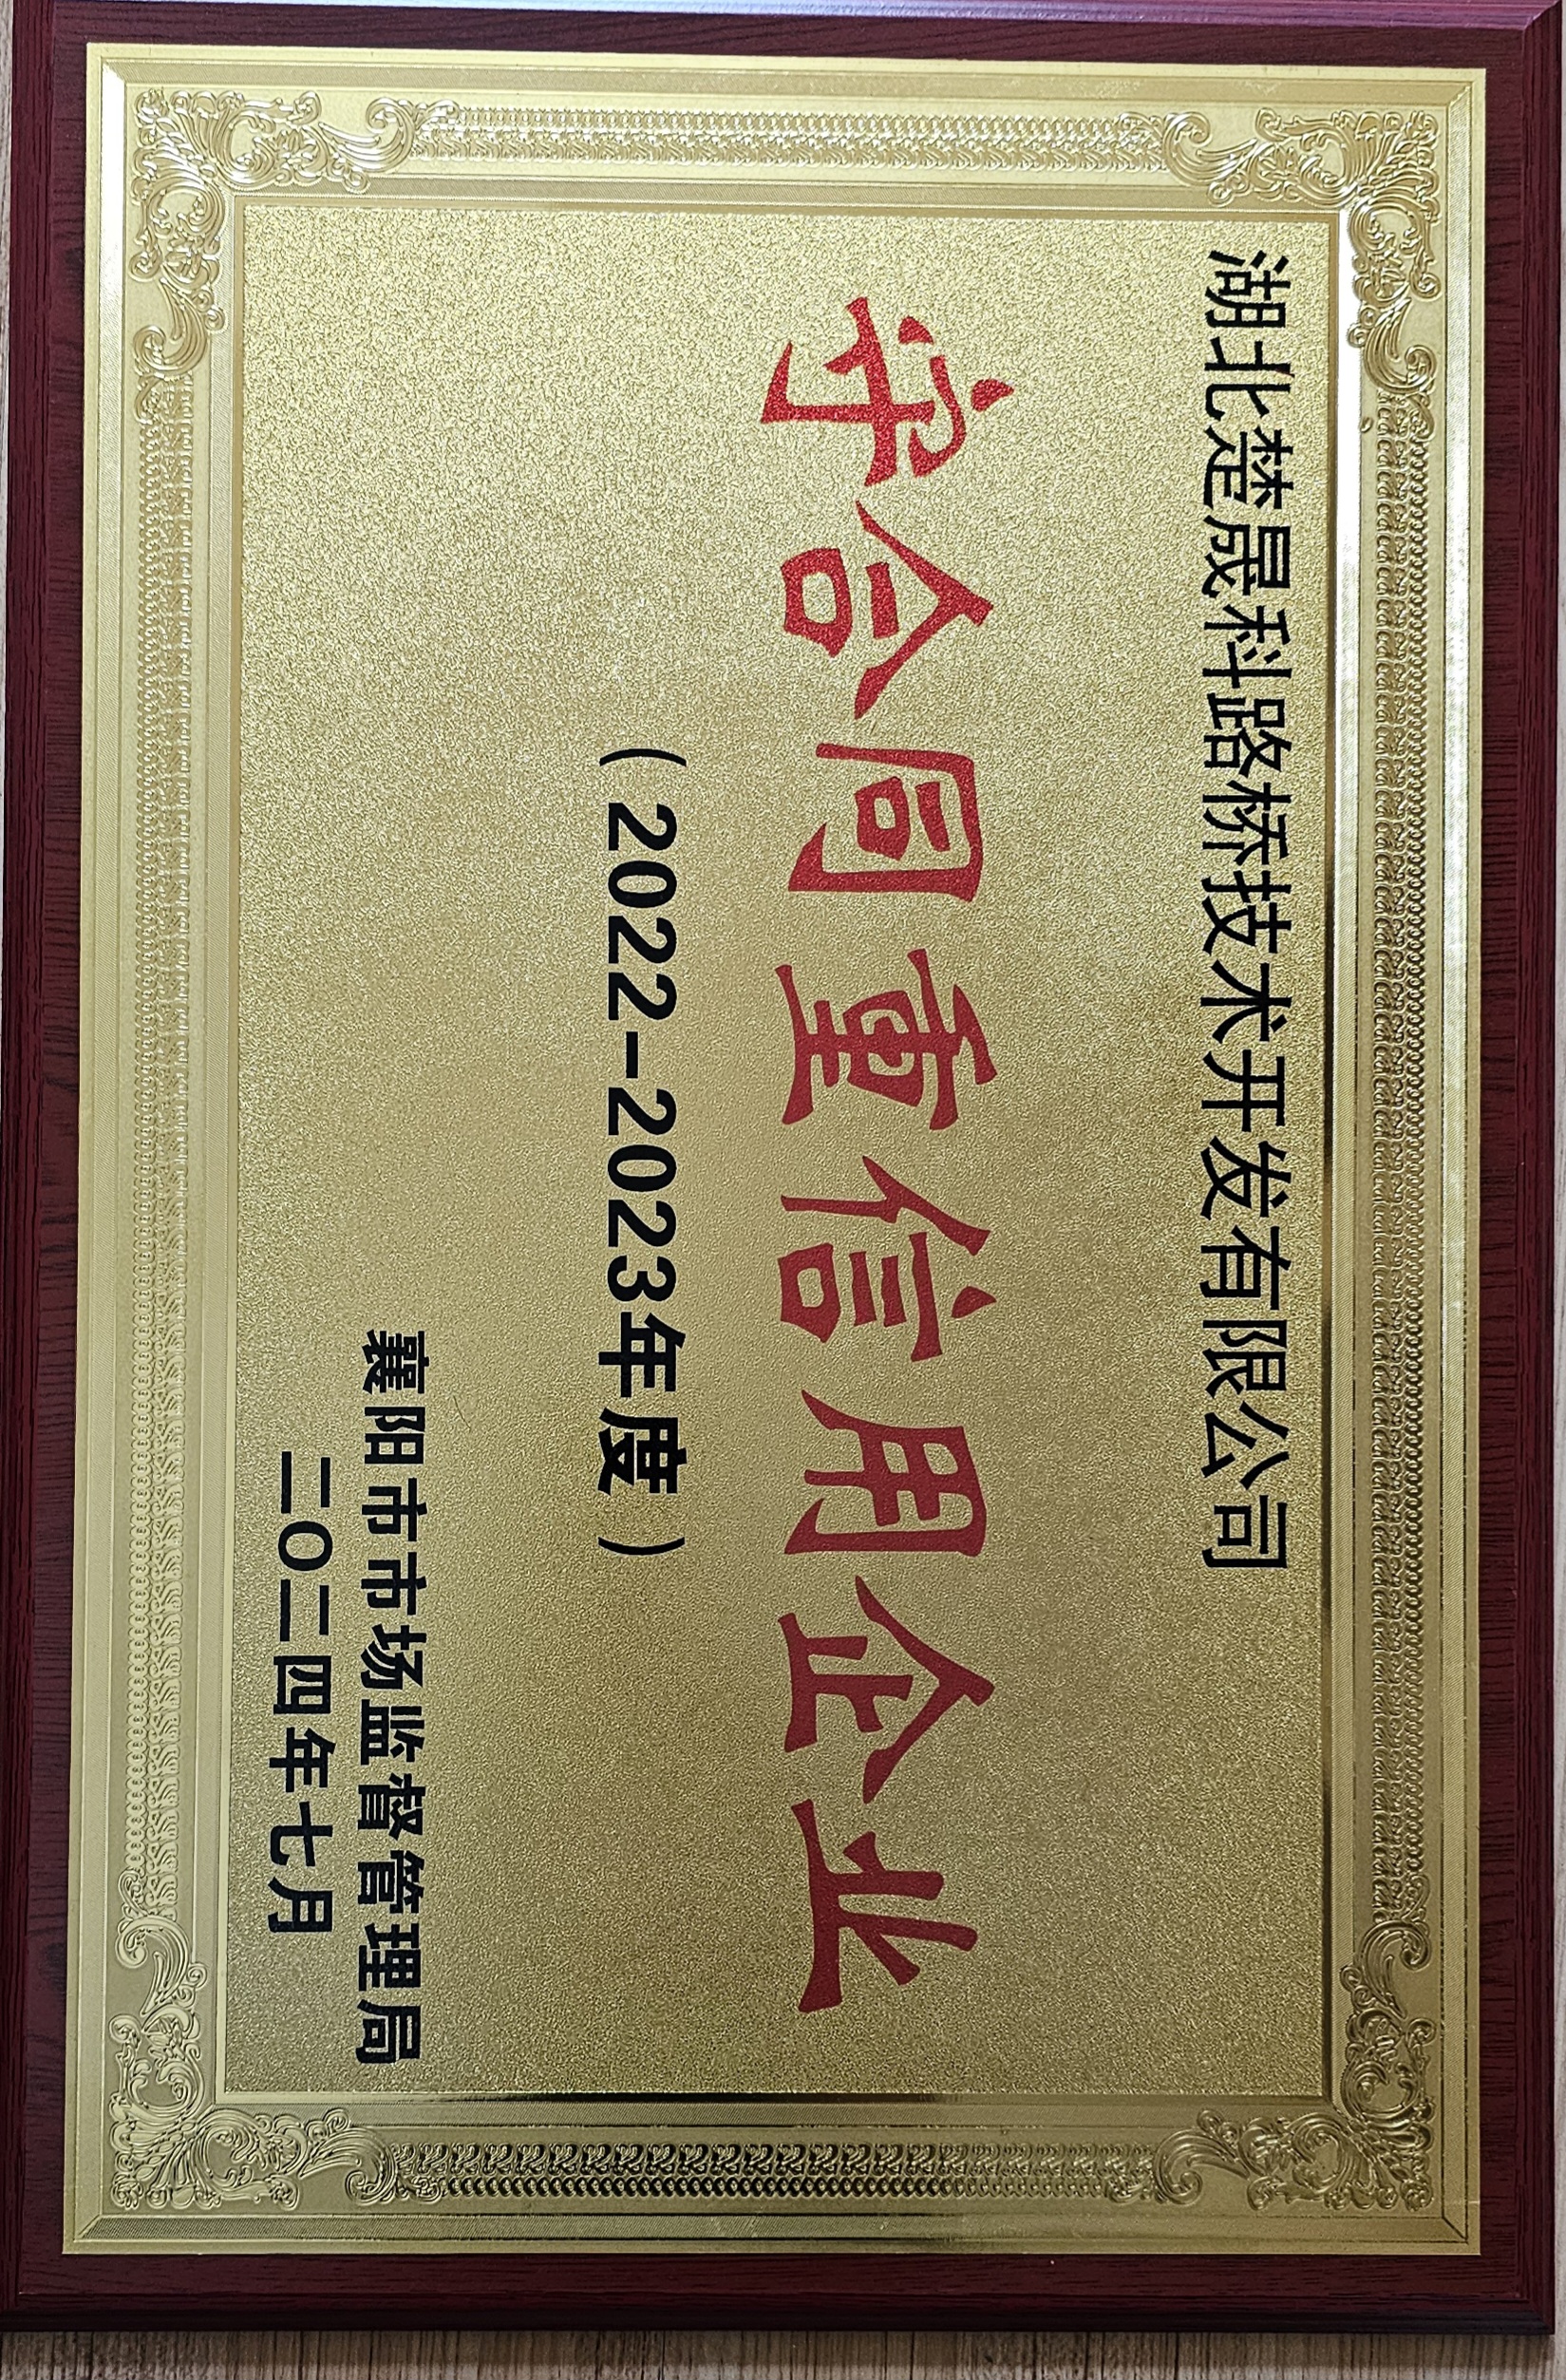 湖北楚晟科路桥技术开发有限公司
守合同重信用企业
（2022-2023年度）
襄阳市市场监督管理局
二〇二四年七月